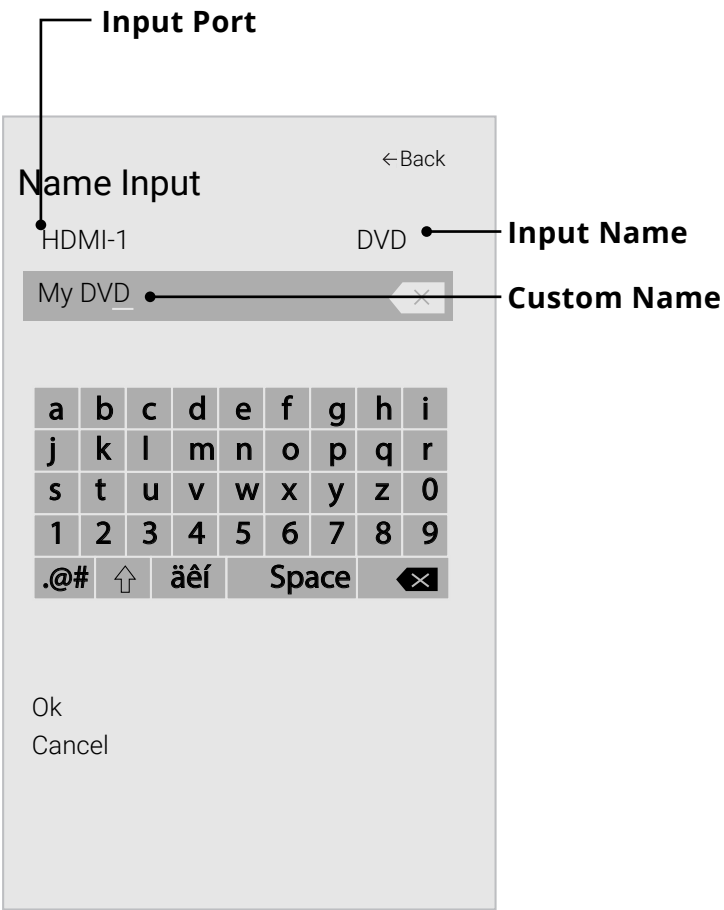 Input Port
←Back
Name Input
HDMI-1 DVD Input Name
My DVD Custom Name
a b c d e f g h i
j k l m n o p q r
s t u v w x y z 0
1 2 3 4 5 6 7 8 9
.@# äêí Space
Ok
Cancel